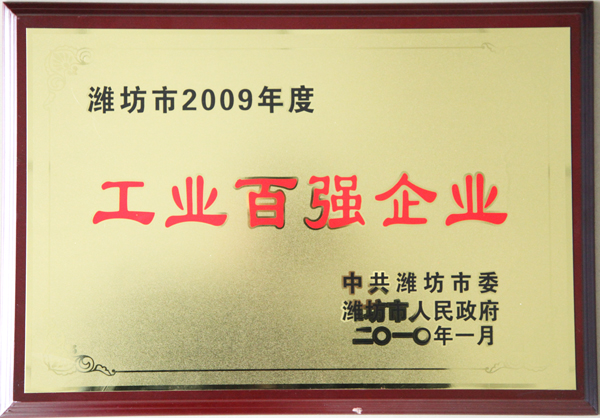 潍坊市2009年度
工业百强企业
中共潍坊市委
潍坊市人民政府
二〇一〇年一月